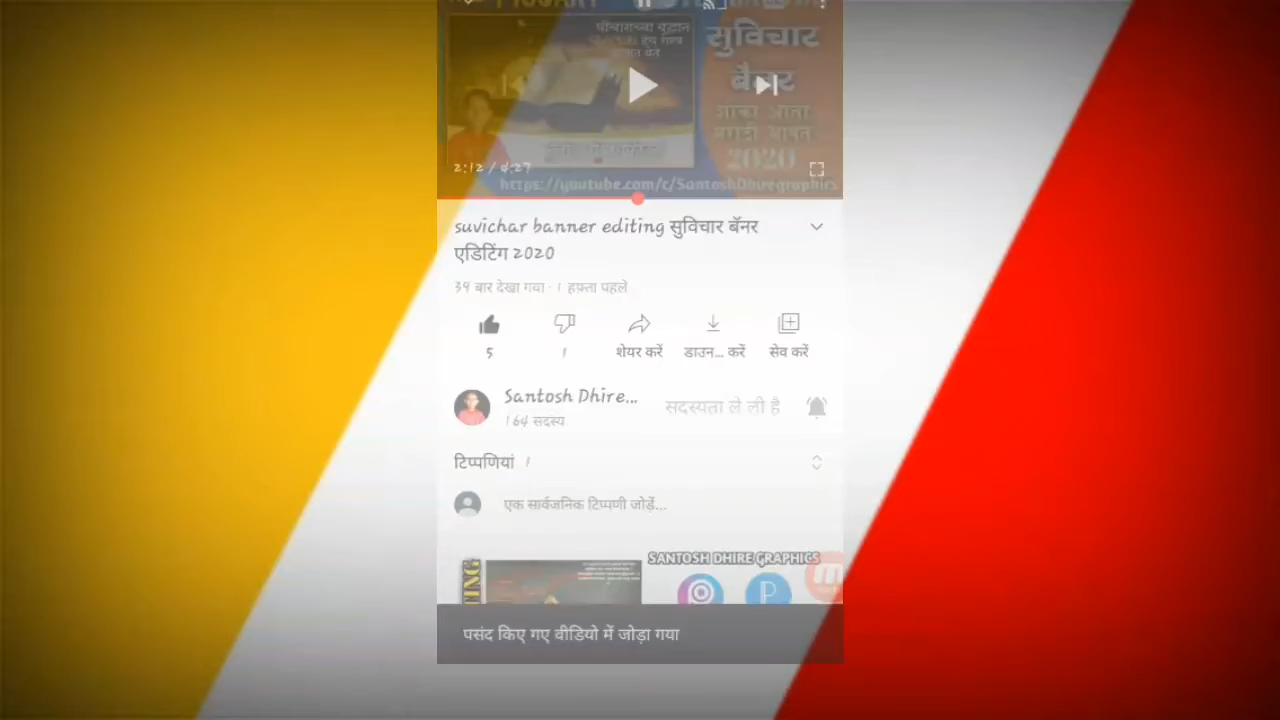 सुविचार
बॅनर
2020
2:12 / 4:27
https://youtube.com/c/SantoshDhiregraphics
suvichar banner editing सुविचार बॅनर
एडिटिंग 2020
39 बार देखा गया · 1 हफ़्ता पहले
5
1
शेयर करें
डाउन... करें
सेव करें
Santosh Dhire...
164 सदस्य
सदस्यता ले ली है
टिप्पणियां 1
एक सार्वजनिक टिप्पणी जोड़ें...
SANTOSH DHIRE GRAPHICS
पसंद किए गए वीडियो में जोड़ा गया